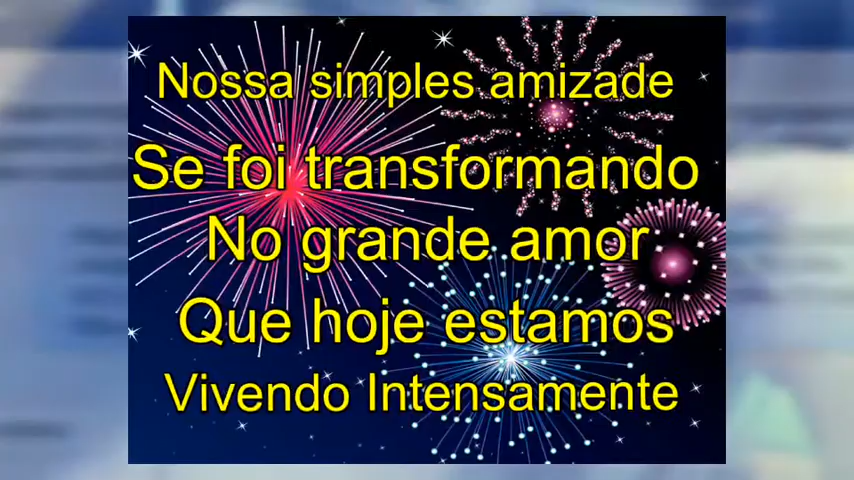 Nossa simples amizade
Se foi transformando
No grande amor
Que hoje estamos
Vivendo Intensamente